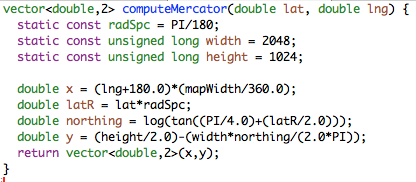 vector<double,2> computeMercator(double lat, double lng) {
  static const radSpc = PI/180;
  static const unsigned long width = 2048;
  static const unsigned long height = 1024;

  double x = (lng+180.0)*(mapWidth/360.0);
  double latR = lat*radSpc;
  double northing = log(tan((PI/4.0)+(latR/2.0)));
  double y = (height/2.0)-(width*northing/(2.0*PI));
  return vector<double,2>(x,y);
}